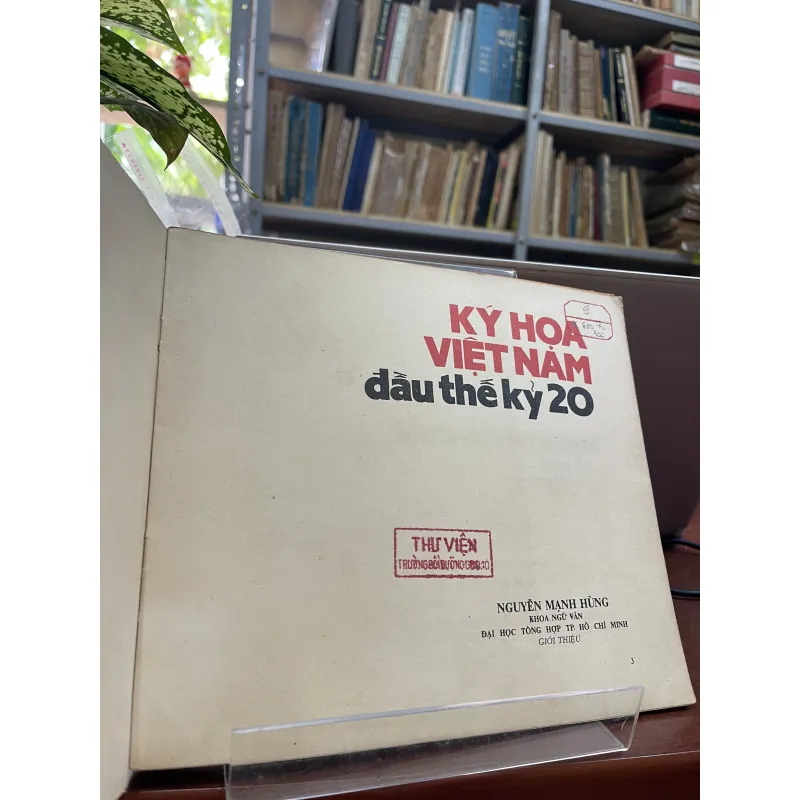 KÝ HỌA
VIỆT NAM
đầu thế kỷ 20
9
THƯ VIỆN
NGUYỄN MẠNH HÙNG
KHOA NGỮ VĂN
ĐẠI HỌC TỔNG HỢP TP. HỒ CHÍ MINH
GIỚI THIỆU
3